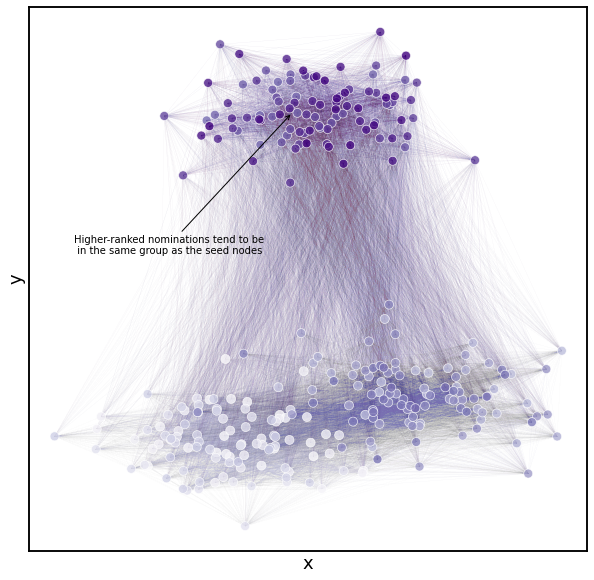 Higher-ranked nominations tend to be
in the same group as the seed nodes
y
x